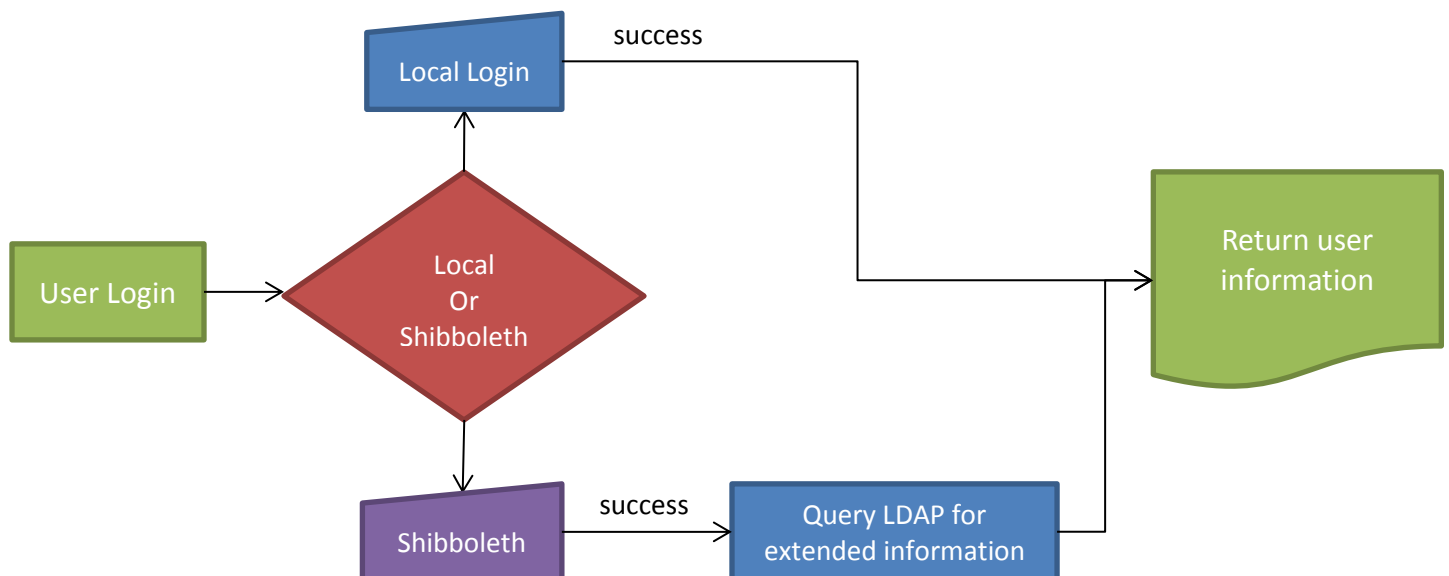 success
Local Login
User Login
Local
Or
Shibboleth
Return user
information
success
Shibboleth
Query LDAP for
extended information